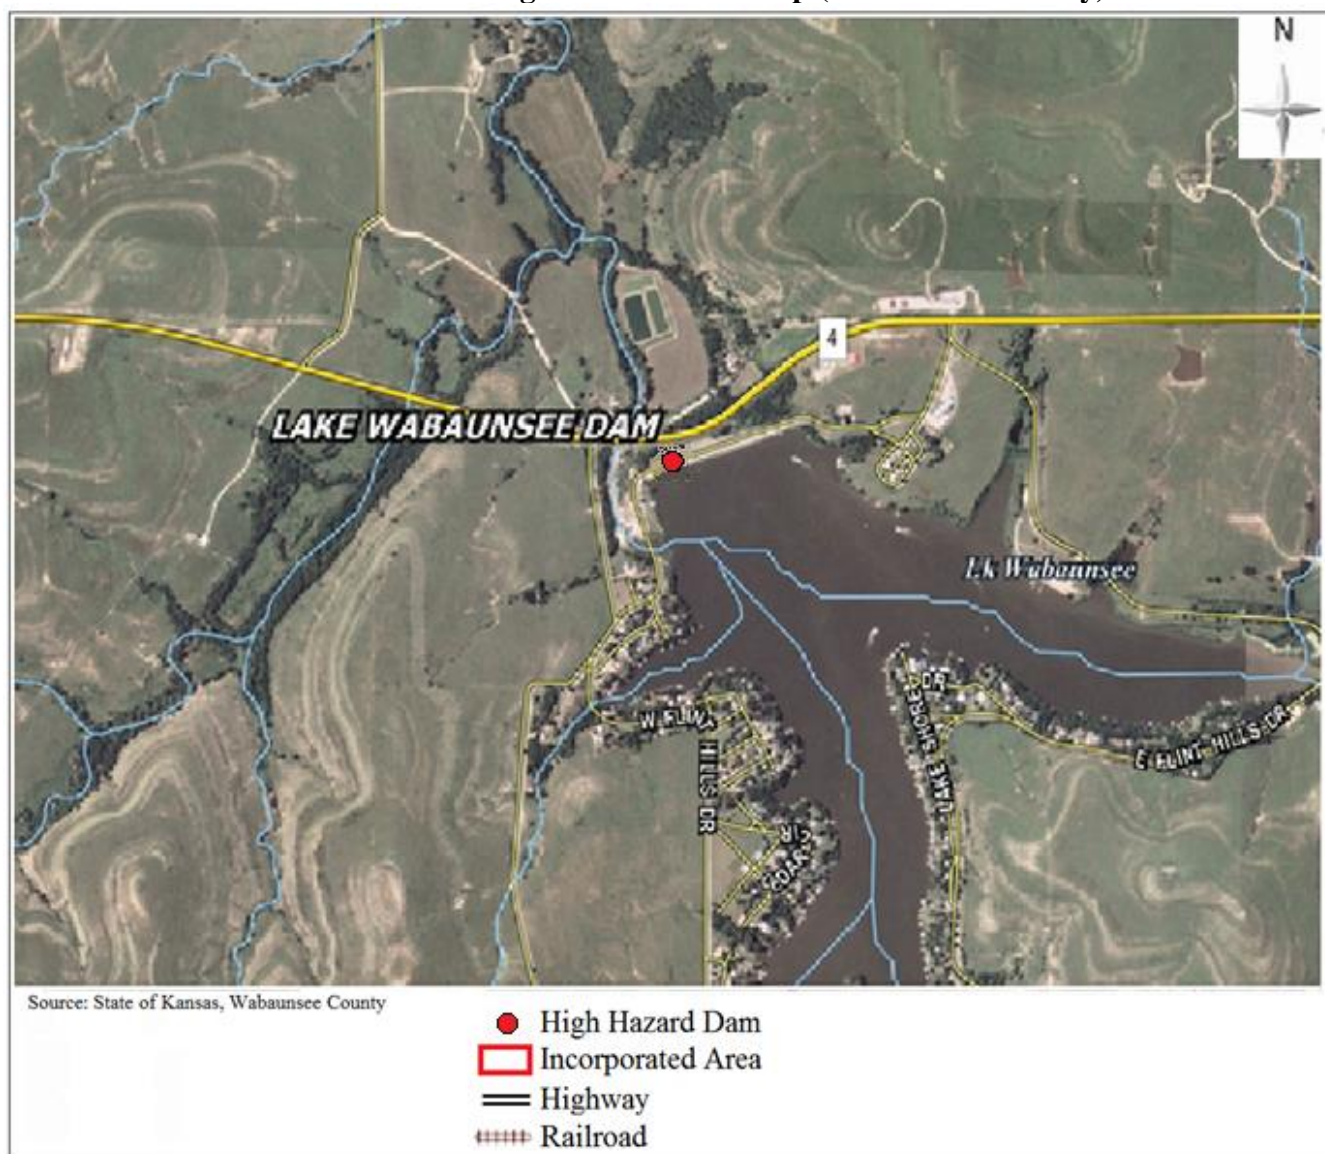 N
4
LAKE WABAUNSEE DAM
Lk Wabaunsee
DR
LAKE SHORE
W FLINT HILLS DR
E FLINT HILLS DR
CIR
Source: State of Kansas, Wabaunsee County
High Hazard Dam
Incorporated Area
Highway
Railroad